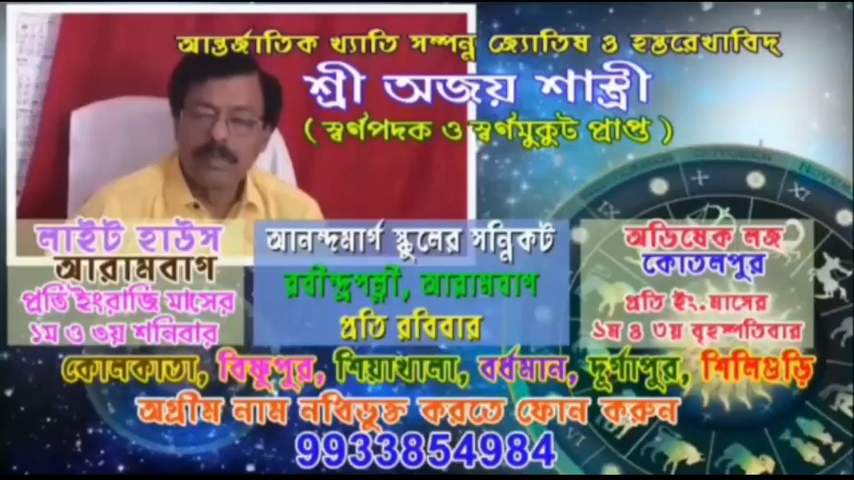 আন্তর্জাতিক খ্যাতি সম্পন্ন জ্যোতিষ ও হস্তরেখাবিদ্
শ্রী অজয় শাস্ত্রী
( স্বর্ণপদক ও স্বর্ণমুকুট প্রাপ্ত )
লাইট হাউস
আরামবাগ
প্রতি ইংরাজি মাসের
১ম ও ৩য় শনিবার
আনন্দমার্গ স্কুলের সন্নিকট
রবীন্দ্রপল্লী, আরামবাগ
প্রতি রবিবার
অভিষেক লজ
কোতলপুর
প্রতি ইং.মাসের
১ম ৪ ৩য় বৃহস্পতিবার
কোলকাতা, বিষ্ণুপুর, শিয়াখালা, বর্ধমান, দূর্গাপুর, শিলিগুড়ি
অগ্রীম নাম নথিভুক্ত করতে ফোন করুন
9933854984